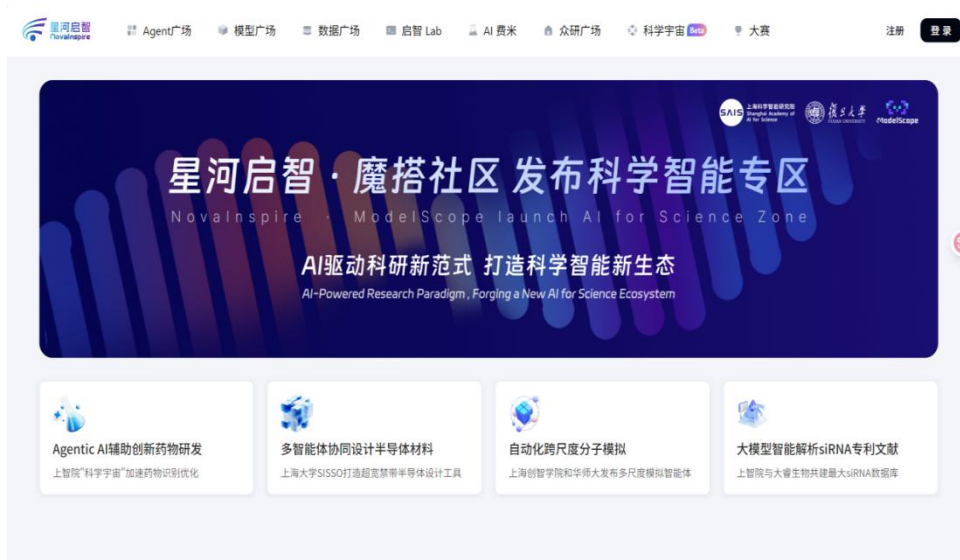 星河启智
NovaInspire
Agent广场
模型广场
数据广场
启智 Lab
AI 费米
众研广场
科学宇宙 Beta
大赛
注册
登录
SAIS
上海科学智能研究院
Shanghai Academy of
AI for Science
復旦大學
FUDAN UNIVERSITY
ModelScope
星河启智 · 魔搭社区 发布科学智能专区
NovaInspire · ModelScope launch AI for Science Zone
AI驱动科研新范式 打造科学智能新生态
AI-Powered Research Paradigm , Forging a New AI for Science Ecosystem
Agentic AI辅助创新药物研发
上智院"科学宇宙"加速药物识别优化
多智能体协同设计半导体材料
上海大学SISSO打造超宽禁带半导体设计工具
自动化跨尺度分子模拟
上海创智学院和华师大发布多尺度模拟智能体
大模型智能解析siRNA专利文献
上智院与大睿生物共建最大siRNA数据库